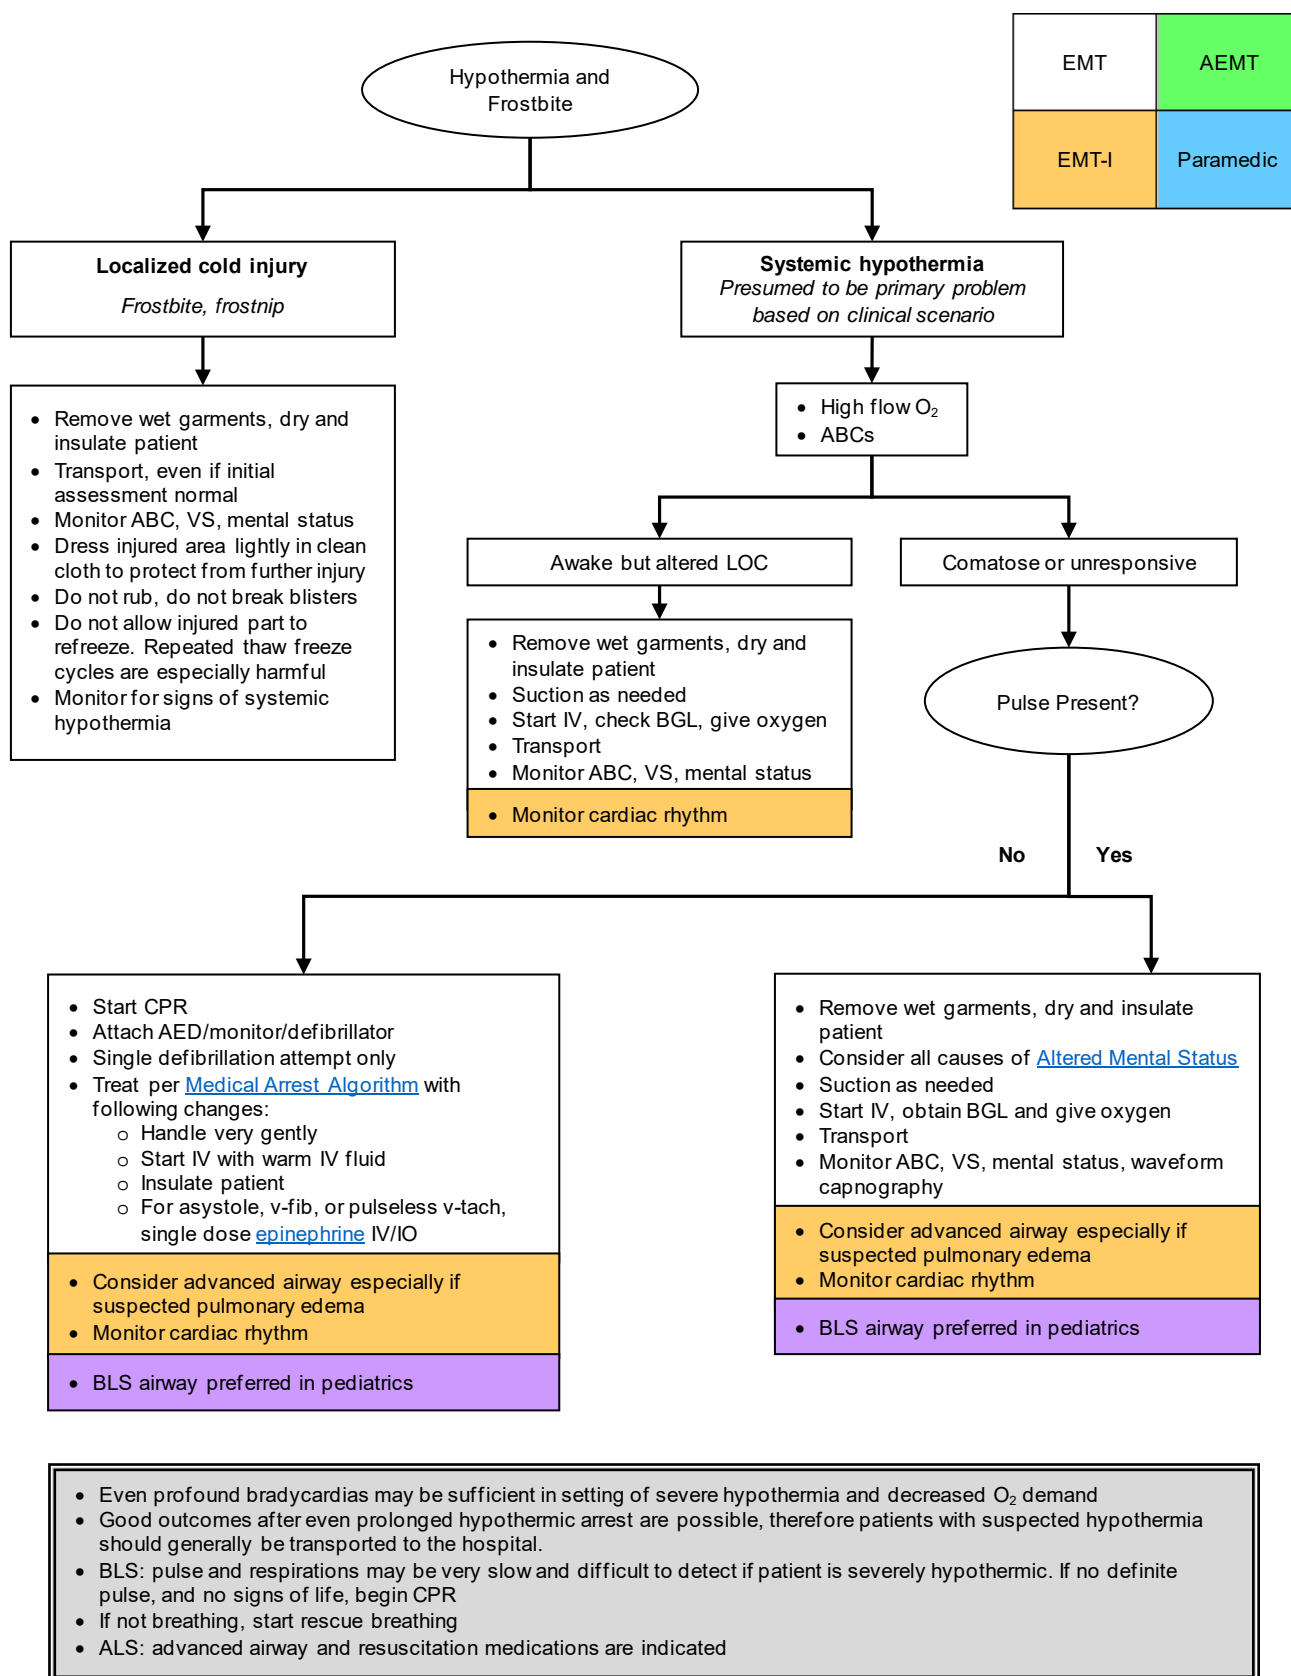 Hypothermia and
Frostbite
EMT
AEMT
EMT-I
Paramedic
Localized cold injury
Frostbite, frostnip
Systemic hypothermia
Presumed to be primary problem
based on clinical scenario
• Remove wet garments, dry and
insulate patient
• Transport, even if initial
assessment normal
• Monitor ABC, VS, mental status
• Dress injured area lightly in clean
cloth to protect from further injury
• Do not rub, do not break blisters
• Do not allow injured part to
refreeze. Repeated thaw freeze
cycles are especially harmful
• Monitor for signs of systemic
hypothermia
• High flow O₂
• ABCs
Awake but altered LOC
Comatose or unresponsive
• Remove wet garments, dry and
insulate patient
• Suction as needed
• Start IV, check BGL, give oxygen
• Transport
• Monitor ABC, VS, mental status
• Monitor cardiac rhythm
Pulse Present?
No
Yes
• Start CPR
• Attach AED/monitor/defibrillator
• Single defibrillation attempt only
• Treat per Medical Arrest Algorithm with
following changes:
o Handle very gently
o Start IV with warm IV fluid
o Insulate patient
o For asystole, v-fib, or pulseless v-tach,
single dose epinephrine IV/IO
• Consider advanced airway especially if
suspected pulmonary edema
• Monitor cardiac rhythm
• BLS airway preferred in pediatrics
• Remove wet garments, dry and insulate
patient
• Consider all causes of Altered Mental Status
• Suction as needed
• Start IV, obtain BGL and give oxygen
• Transport
• Monitor ABC, VS, mental status, waveform
capnography
• Consider advanced airway especially if
suspected pulmonary edema
• Monitor cardiac rhythm
• BLS airway preferred in pediatrics
• Even profound bradycardias may be sufficient in setting of severe hypothermia and decreased O₂ demand
• Good outcomes after even prolonged hypothermic arrest are possible, therefore patients with suspected hypothermia
should generally be transported to the hospital.
• BLS: pulse and respirations may be very slow and difficult to detect if patient is severely hypothermic. If no definite
pulse, and no signs of life, begin CPR
• If not breathing, start rescue breathing
• ALS: advanced airway and resuscitation medications are indicated